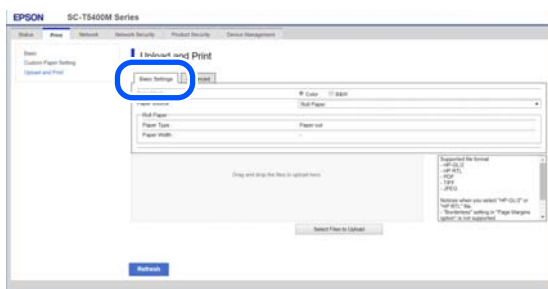 EPSON SC-T5400M Series
Status Print Network Network Security Product Security Device Management
Basic
Custom Paper Setting
Upload and Print
Upload and Print
Basic Settings
Color B&W
Roll Paper
Roll Paper
Paper Type Paper out
Paper Width -
Drag and drop the files to upload here.
Supported file format
- HP-GL/2
- HP RTL
- PDF
- TIFF
- JPEG
Notices when you select "HP-GL/2" or
"HP RTL" file
- "Borderless" setting in "Page Margins
option" is not supported
Select Files to Upload
Refresh